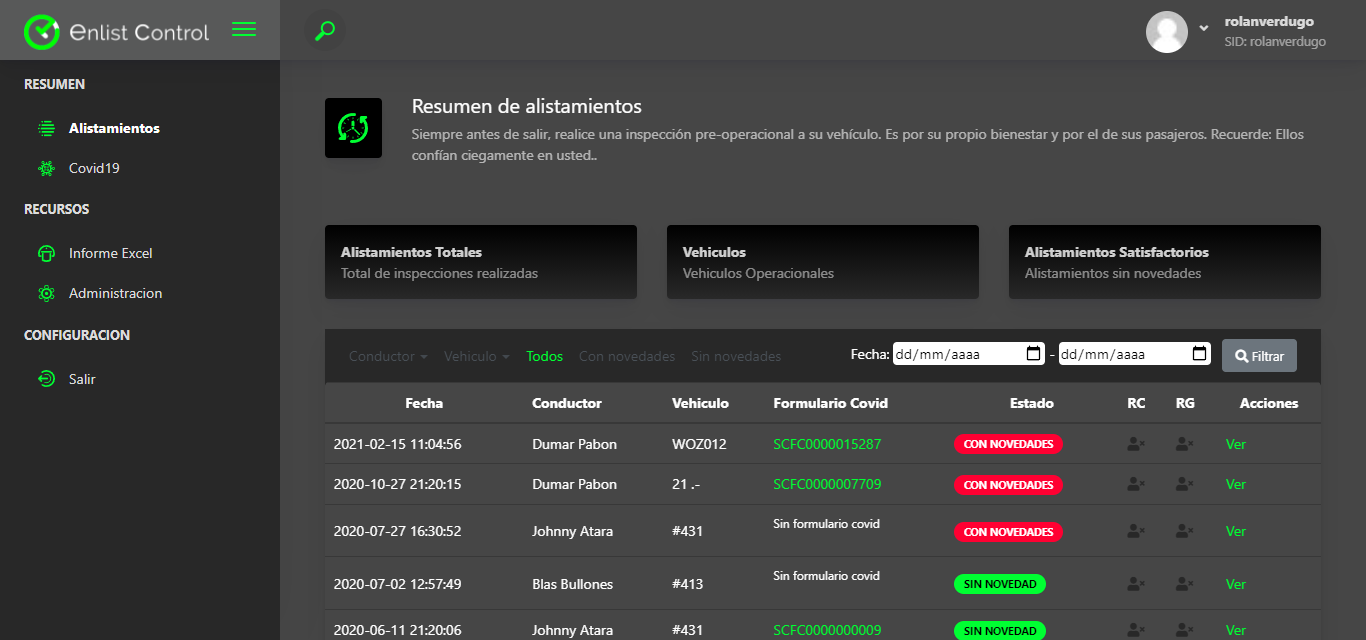 enlist Control
rolanverdugo
SID: rolanverdugo
RESUMEN
Alistamientos
Covid19
RECURSOS
Informe Excel
Administracion
CONFIGURACION
Salir
Resumen de alistamientos
Siempre antes de salir, realice una inspección pre-operacional a su vehículo. Es por su propio bienestar y por el de sus pasajeros. Recuerde: Ellos
confían ciegamente en usted..
Alistamientos Totales
Total de inspecciones realizadas
Vehiculos
Vehiculos Operacionales
Alistamientos Satisfactorios
Alistamientos sin novedades
Conductor Vehiculo Todos Con novedades Sin novedades Fecha: dd/mm/aaaa - dd/mm/aaaa Filtrar
Fecha Conductor Vehiculo Formulario Covid Estado RC RG Acciones
2021-02-15 11:04:56 Dumar Pabon WOZ012 SCFC0000015287 CON NOVEDADES Ver
2020-10-27 21:20:15 Dumar Pabon 21 .- SCFC0000007709 CON NOVEDADES Ver
2020-07-27 16:30:52 Johnny Atara #431 Sin formulario covid CON NOVEDADES Ver
2020-07-02 12:57:49 Blas Bullones #413 Sin formulario covid SIN NOVEDAD Ver
2020-06-11 21:20:06 Johnny Atara #431 SCFC0000000009 SIN NOVEDAD Ver